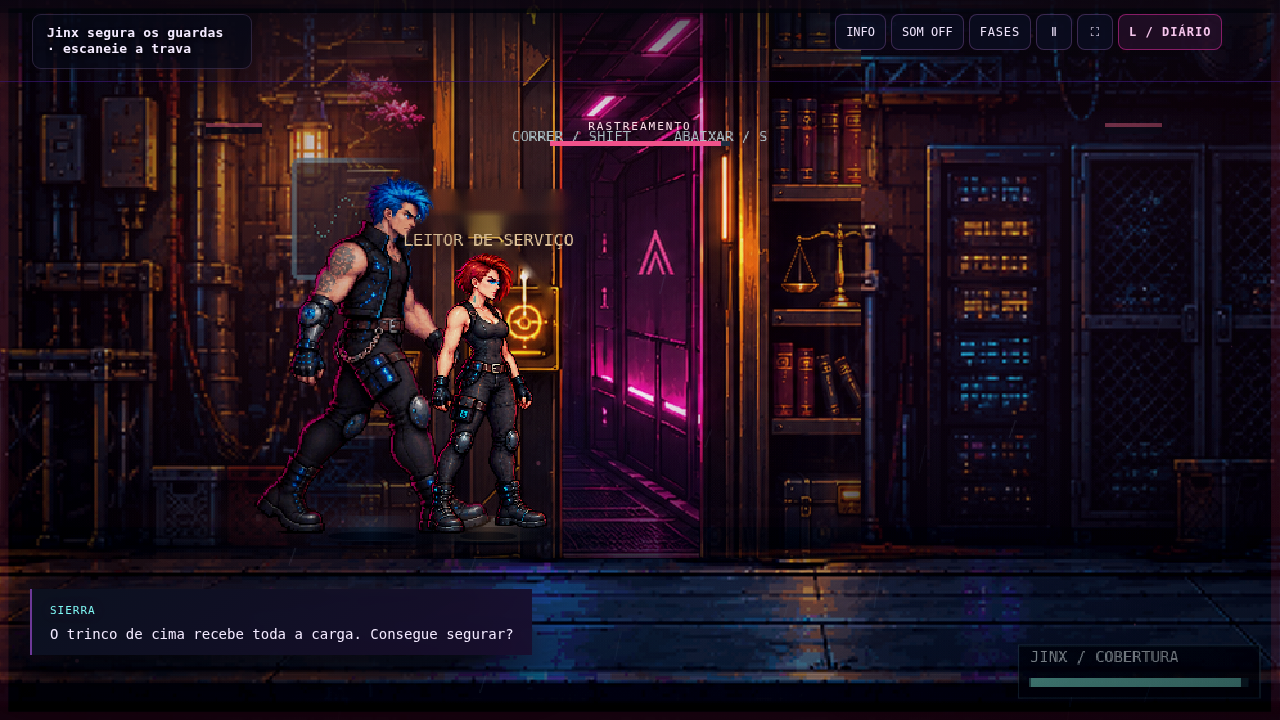 Jinx segura os guardas
· escaneie a trava
INFO
SOM OFF
FASES
L / DIÁRIO
RASTREAMENTO
CORRER / SHIFT ABAIXAR / S
LEITOR DE SERVIÇO
SIERRA
O trinco de cima recebe toda a carga. Consegue segurar?
JINX / COBERTURA